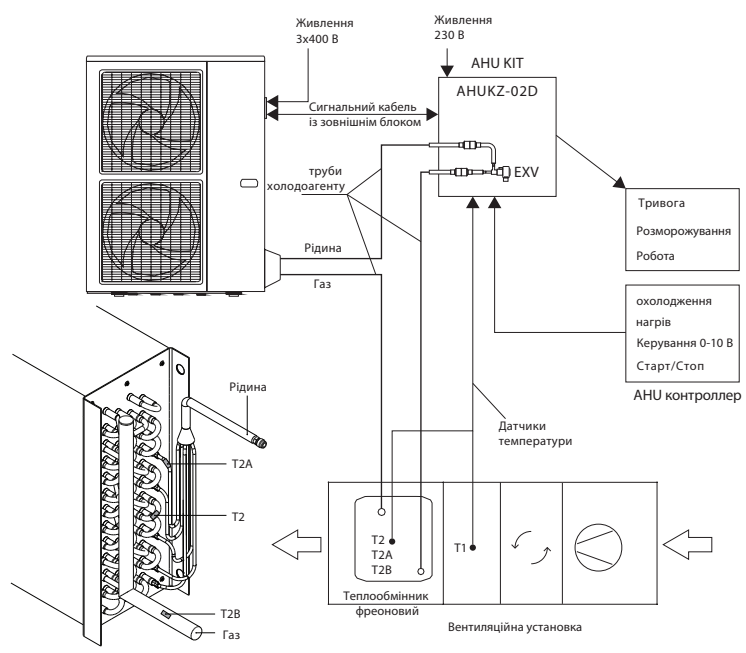 Живлення
3x400 В
Живлення
230 В
AHU KIT
AHUKZ-02D
Сигнальний кабель
із зовнішнім блоком
EXV
труби
холодоагенту
Рідина
Газ
Тривога
Розморожування
Робота
охолодження
нагрів
Керування 0-10 В
Старт/Стоп
AHU контроллер
Датчики
температури
Рідина
T2A
T2
T2B
Газ
T2
T2A
T2B
T1
Теплообмінник
фреоновий
Вентиляційна установка